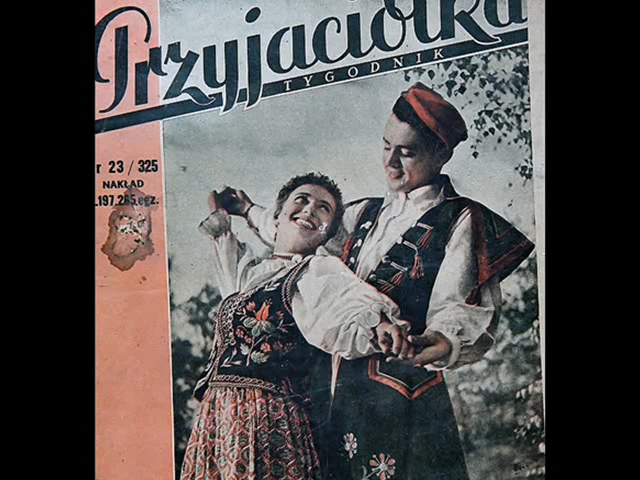 Przyjaciółka
TYGODNIK
r 23 / 325
NAKŁAD
.197.265 egz.